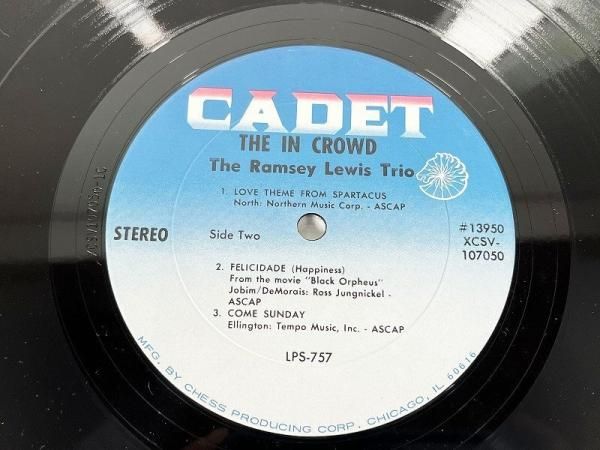 CADET
THE IN CROWD
The Ramsey Lewis Trio
1. LOVE THEME FROM SPARTACUS
North: Northern Music Corp. - ASCAP
STEREO
Side Two
#13950
XCSV-
107050
2. FELICIDADE (Happiness)
From the movie "Black Orpheus"
Jobim/DeMorais: Ross Jungnickel -
ASCAP
3. COME SUNDAY
Ellington: Tempo Music, Inc. - ASCAP
LPS-757
MFG. BY CHESS PRODUCING CORP. CHICAGO, IL 60616